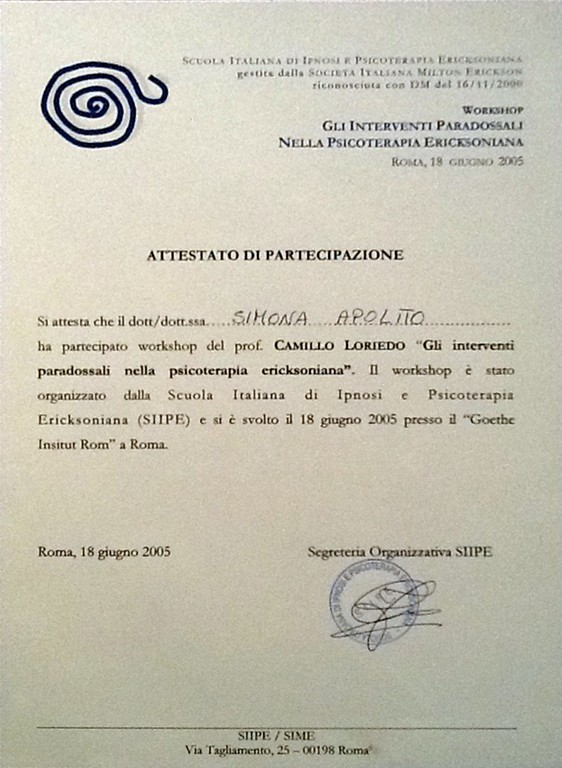 SCUOLA ITALIANA DI IPNOSI E PSICOTERAPIA ERICKSONIANA
gestita dalla SOCIETÀ ITALIANA MILTON ERICKSON
riconosciuta con DM del 16/11/2000
WORKSHOP
GLI INTERVENTI PARADOSSALI
NELLA PSICOTERAPIA ERICKSONIANA
ROMA, 18 GIUGNO 2005
ATTESTATO DI PARTECIPAZIONE
Si attesta che il dott/dott.ssa.....SIMONA.....APOLITO....................
ha partecipato workshop del prof. CAMILLO LORIEDO “Gli interventi
paradossali nella psicoterapia ericksoniana”. Il workshop è stato
organizzato dalla Scuola Italiana di Ipnosi e Psicoterapia
Ericksoniana (SIIPE) e si è svolto il 18 giugno 2005 presso il “Goethe
Insitut Rom” a Roma.
Roma, 18 giugno 2005
Segreteria Organizzativa SIIPE
DI IPNOSI E PSICOTERAPIA
SIIPE / SIME
Via Tagliamento, 25 – 00198 Roma